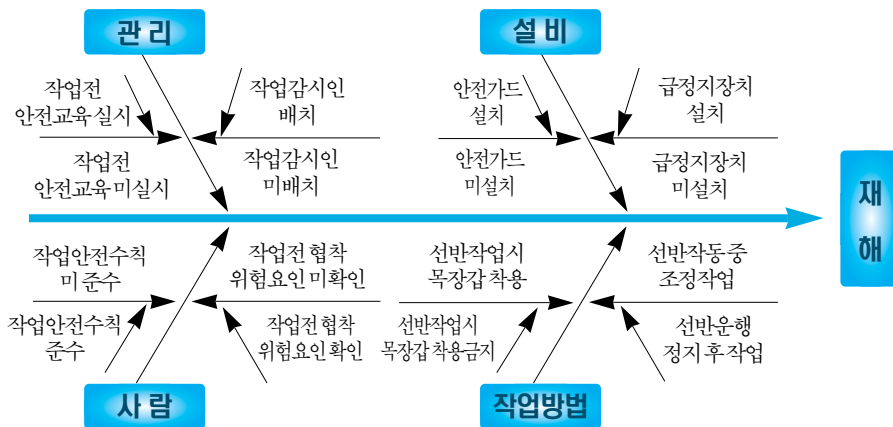 관 리
설 비
작업전
안전교육 실시
작업감시인
배치
안전가드
설치
급정지장치
설치
작업전
안전교육 미실시
작업감시인
미배치
안전가드
미설치
급정지장치
미설치
재
해
작업안전수칙
미 준수
작업전 협착
위험요인 미확인
선반작업시
목장갑 착용
선반작동 중
조정작업
작업안전수칙
준수
작업전 협착
위험요인 확인
선반작업시
목장갑 착용금지
선반운행
정지 후 작업
사 람
작업방법